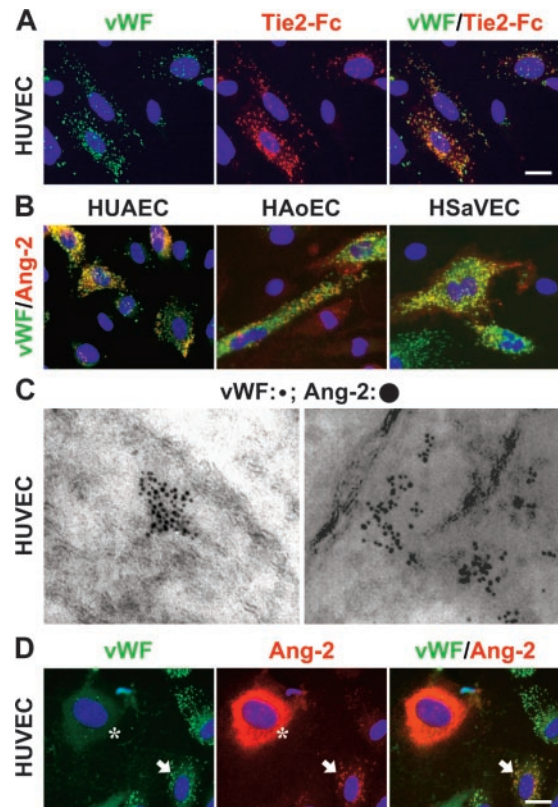 A vWF Tie2-Fc vWF/Tie2-Fc
HUVEC
B HUAEC HAoEC HSaVEC
vWF/Ang-2
C vWF:•; Ang-2:●
HUVEC
D vWF Ang-2 vWF/Ang-2
HUVEC
* *